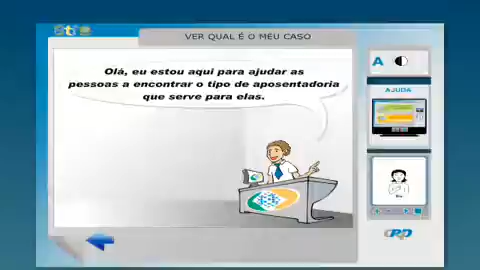 VER QUAL É O MEU CASO
Olá, eu estou aqui para ajudar as
pessoas a encontrar o tipo de aposentadoria
que serve para elas.
A
AJUDA